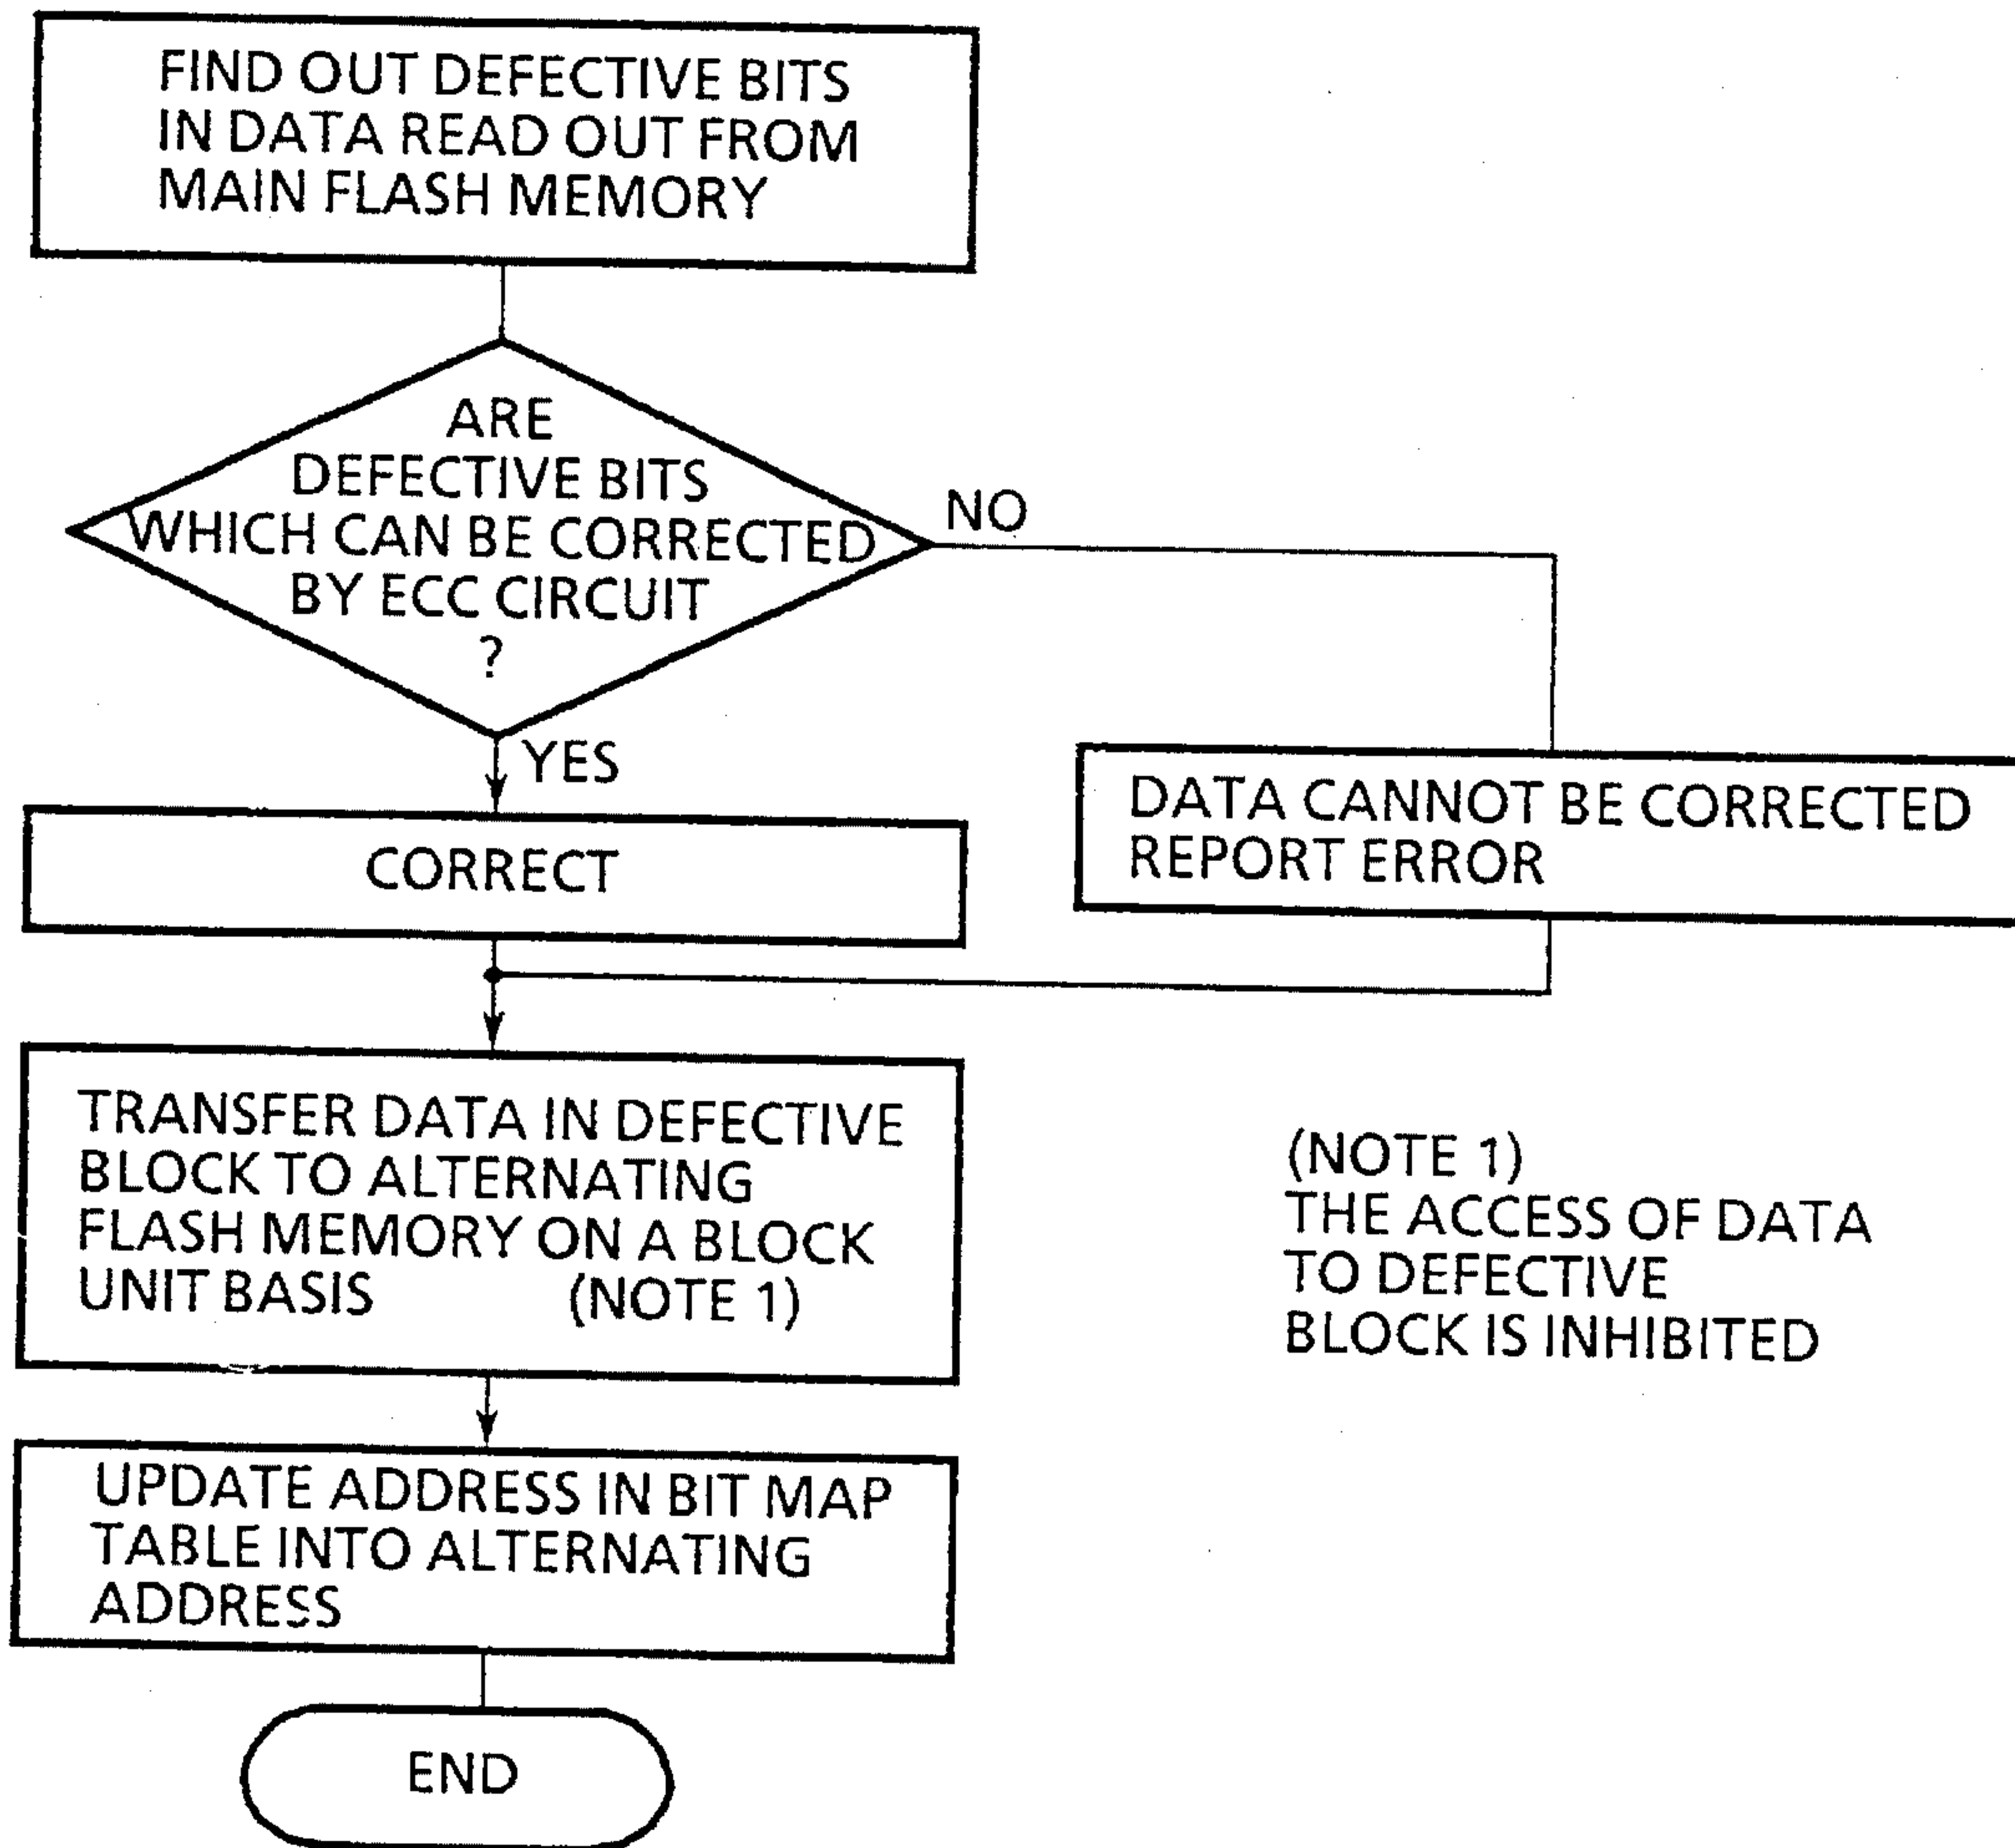 FIND OUT DEFECTIVE BITS
IN DATA READ OUT FROM
MAIN FLASH MEMORY
ARE
DEFECTIVE BITS
WHICH CAN BE CORRECTED
BY ECC CIRCUIT
?
NO
YES
CORRECT
DATA CANNOT BE CORRECTED
REPORT ERROR
TRANSFER DATA IN DEFECTIVE
BLOCK TO ALTERNATING
FLASH MEMORY ON A BLOCK
UNIT BASIS (NOTE 1)
(NOTE 1)
THE ACCESS OF DATA
TO DEFECTIVE
BLOCK IS INHIBITED
UPDATE ADDRESS IN BIT MAP
TABLE INTO ALTERNATING
ADDRESS
END